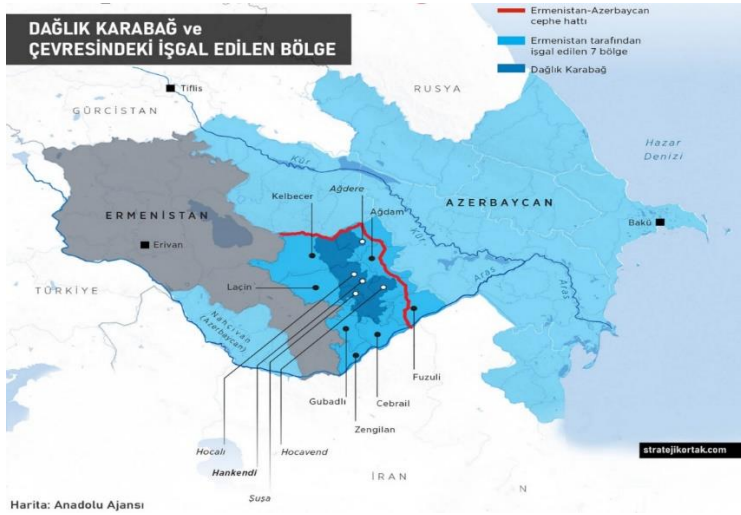 DAĞLIK KARABAĞ ve
ÇEVRESİNDEKİ İŞGAL EDİLEN BÖLGE
Ermenistan-Azerbaycan
cephe hattı
Ermenistan tarafından
işgal edilen 7 bölge
Dağlık Karabağ
RUSYA
Tiflis
GÜRCİSTAN
Hazar
Denizi
Kür
Ağdere
Kelbecer
Ağdam
AZERBAYCAN
ERMENİSTAN
Bakü
Erivan
Kür
Aras
Aras
Laçin
TÜRKİYE
Nahçıvan
(Azerbaycan)
Fuzuli
Gubadlı
Cebrail
Zengilan
Hocalı
Hocavend
Hankendi
Şuşa
İRAN
N
stratejikortak.com
Harita: Anadolu Ajansı